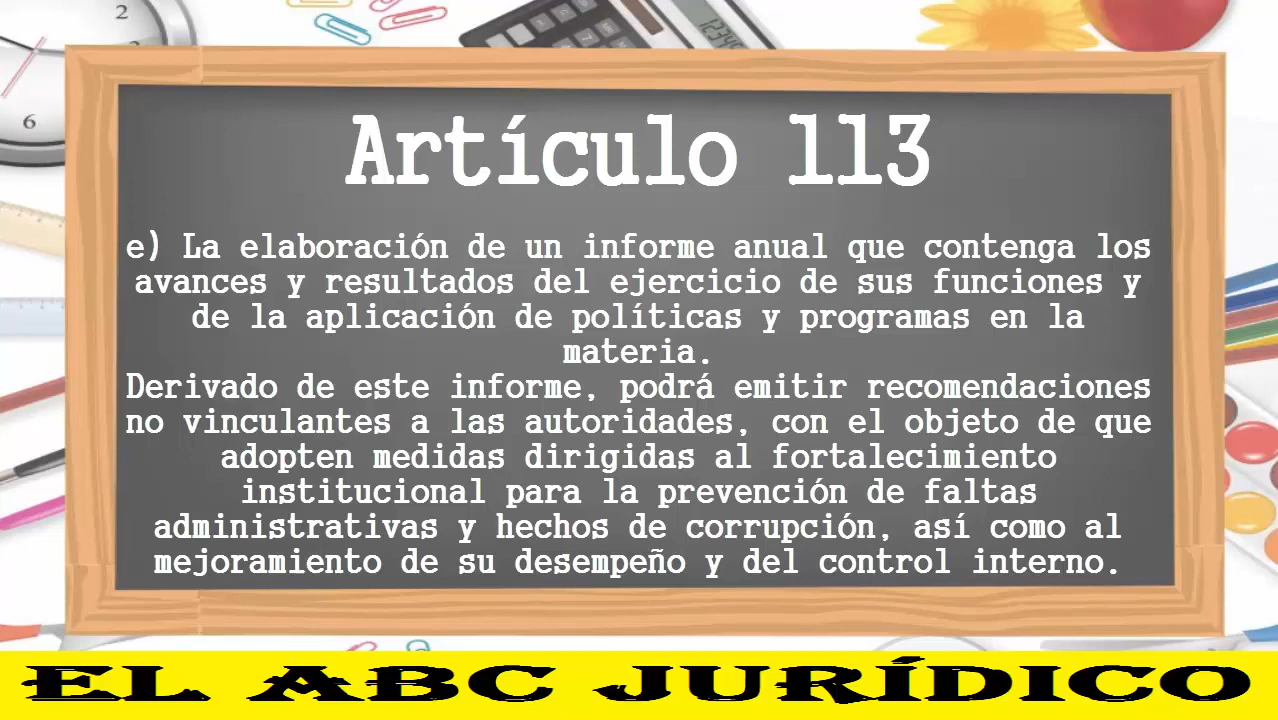 Artículo 113
e) La elaboración de un informe anual que contenga los
avances y resultados del ejercicio de sus funciones y
de la aplicación de políticas y programas en la
materia.
Derivado de este informe, podrá emitir recomendaciones
no vinculantes a las autoridades, con el objeto de que
adopten medidas dirigidas al fortalecimiento
institucional para la prevención de faltas
administrativas y hechos de corrupción, así como al
mejoramiento de su desempeño y del control interno.
EL ABC JURÍDICO
2
6
12345